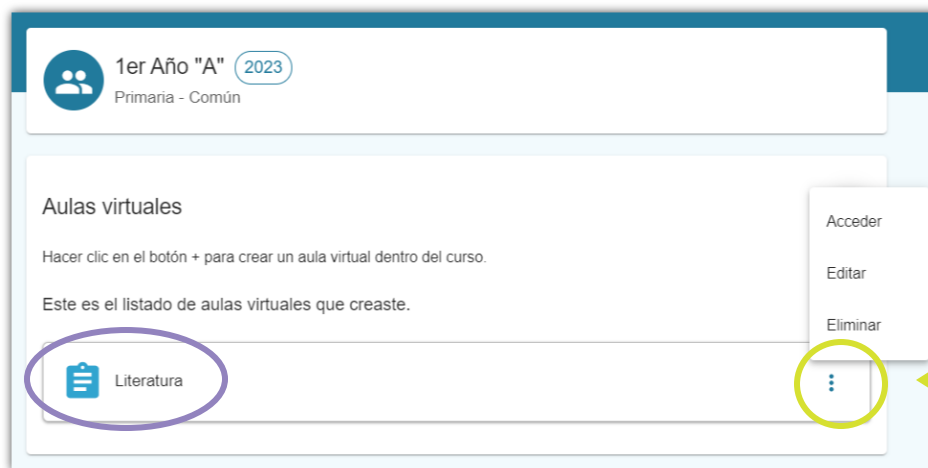 1er Año "A" 2023
Primaria - Común
Aulas virtuales
Hacer clic en el botón + para crear un aula virtual dentro del curso.
Este es el listado de aulas virtuales que creaste.
Literatura
Acceder
Editar
Eliminar